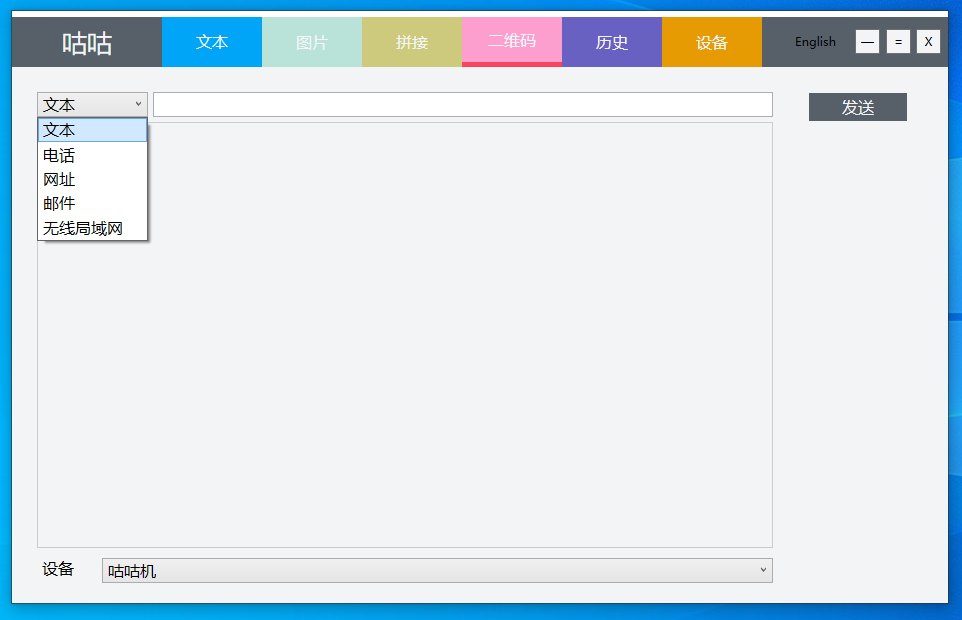 咕咕 文本 图片 拼接 二维码 历史 设备 English — = X
文本 发送
文本
电话
网址
邮件
无线局域网
设备 咕咕机